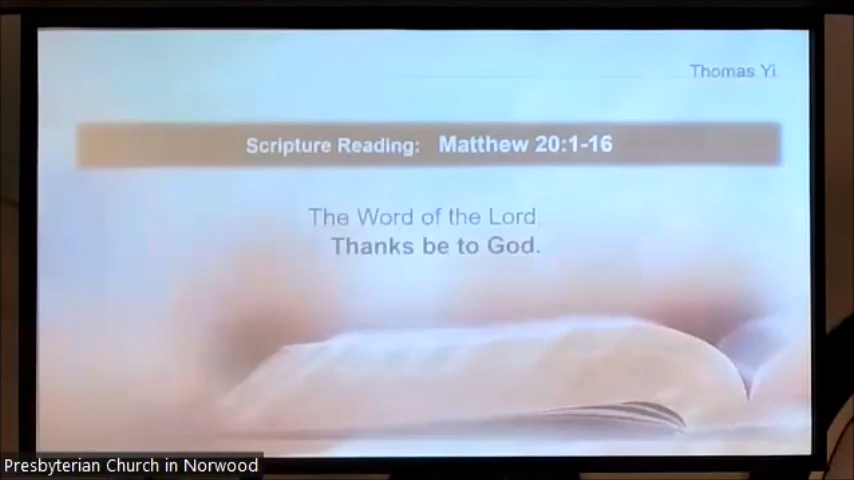 Thomas Yi
Scripture Reading: Matthew 20:1-16
The Word of the Lord.
Thanks be to God.
Presbyterian Church in Norwood